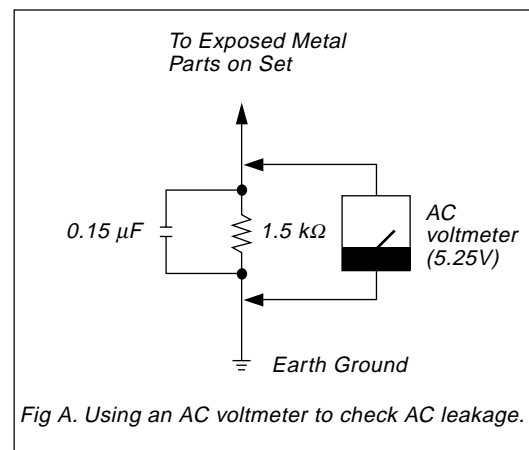 To Exposed Metal
Parts on Set
0.15 μF
1.5 kΩ
AC
voltmeter
(5.25V)
Earth Ground
Fig A. Using an AC voltmeter to check AC leakage.